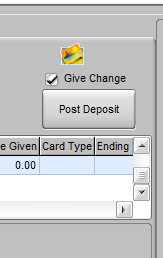 Give Change
Post Deposit
e Given Card Type Ending
0.00